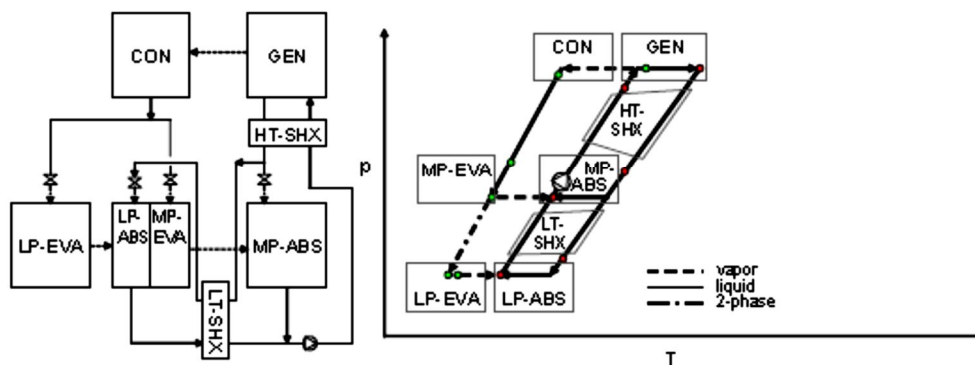 CON
GEN
HT-SHX
LP-EVA
LP-
ABS
MP-
EVA
MP-ABS
LT-SHX
p
CON
GEN
HT-
SHX
MP-EVA
MP-
ABS
LT-
SHX
LP-EVA
LP-ABS
vapor
liquid
2-phase
T